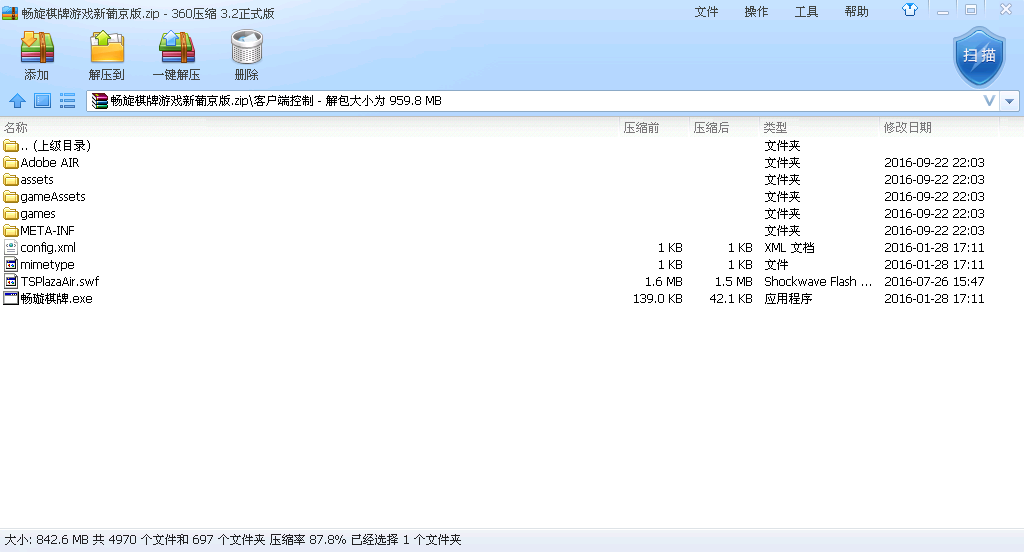 畅旋棋牌游戏新葡京版.zip - 360压缩 3.2正式版 文件 操作 工具 帮助
添加 解压到 一键解压 删除 扫描
畅旋棋牌游戏新葡京版.zip\客户端控制 - 解包大小为 959.8 MB
名称 压缩前 压缩后 类型 修改日期
.. (上级目录) 文件夹
Adobe AIR 文件夹 2016-09-22 22:03
assets 文件夹 2016-09-22 22:03
gameAssets 文件夹 2016-09-22 22:03
games 文件夹 2016-09-22 22:03
META-INF 文件夹 2016-09-22 22:03
config.xml 1 KB 1 KB XML 文档 2016-01-28 17:11
mimetype 1 KB 1 KB 文件 2016-01-28 17:11
TSPlazaAir.swf 1.6 MB 1.5 MB Shockwave Flash ... 2016-07-26 15:47
畅璇棋牌.exe 139.0 KB 42.1 KB 应用程序 2016-01-28 17:11
大小: 842.6 MB 共 4970 个文件和 697 个文件夹 压缩率 87.8% 已经选择 1 个文件夹